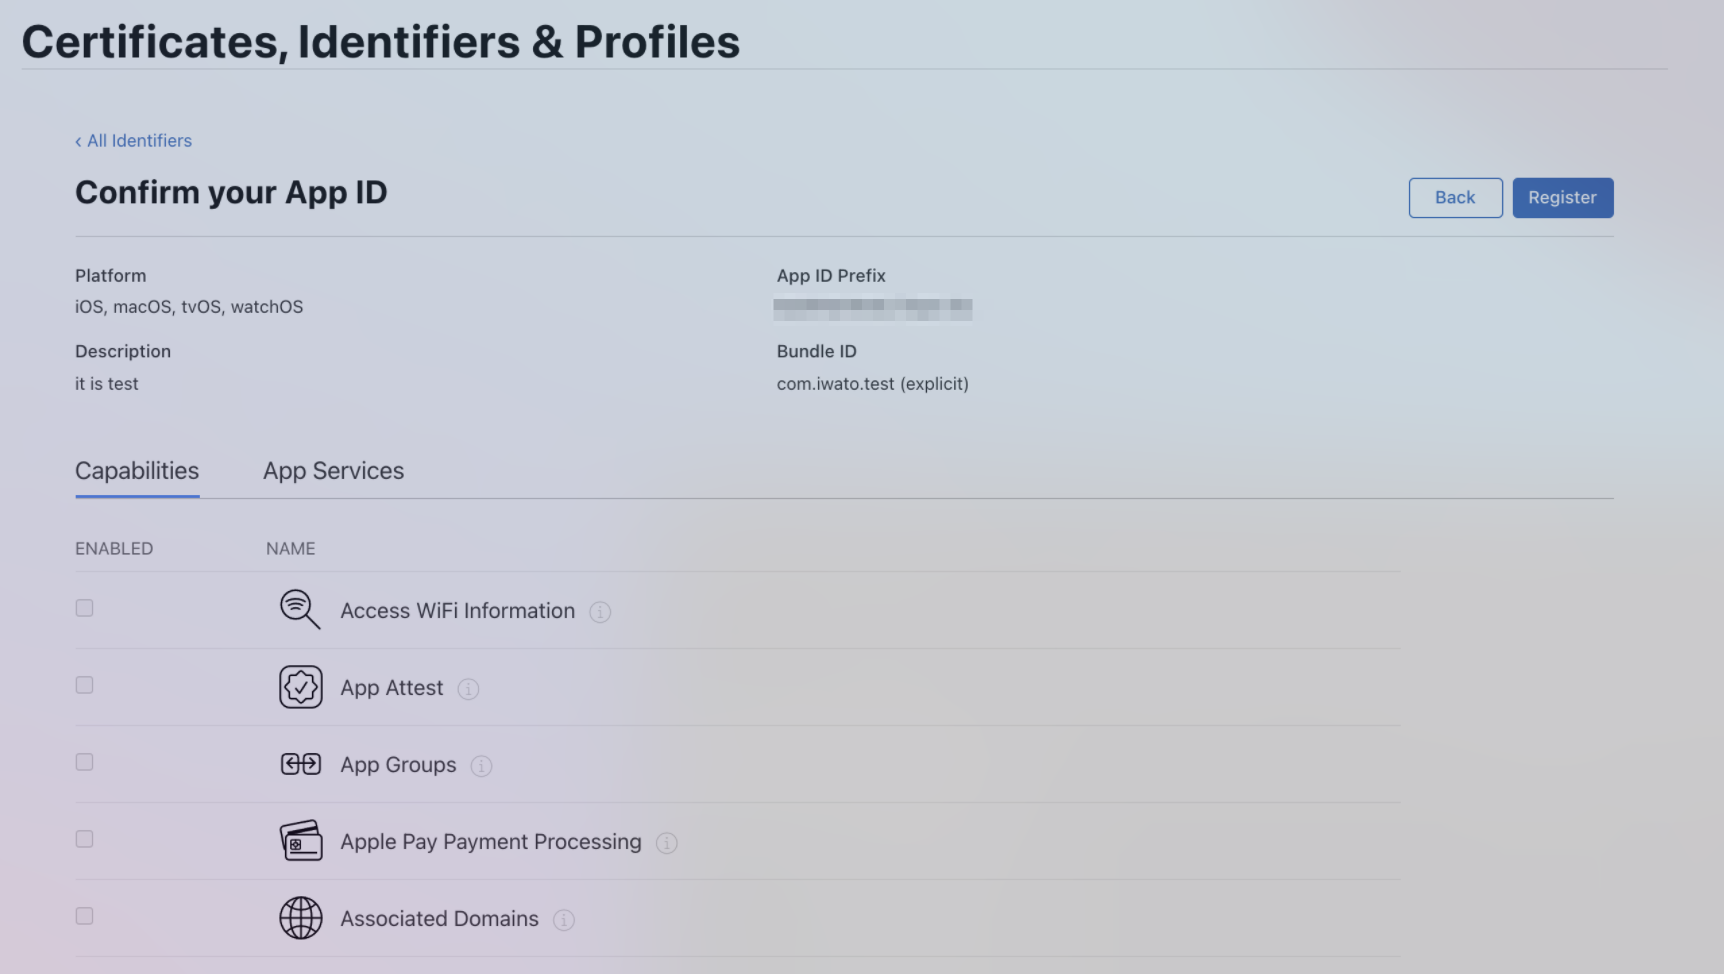 Certificates, Identifiers & Profiles
‹ All Identifiers
Confirm your App ID
Back
Register
Platform
iOS, macOS, tvOS, watchOS
App ID Prefix
Description
it is test
Bundle ID
com.iwato.test (explicit)
Capabilities
App Services
ENABLED
NAME
Access WiFi Information
App Attest
App Groups
Apple Pay Payment Processing
Associated Domains